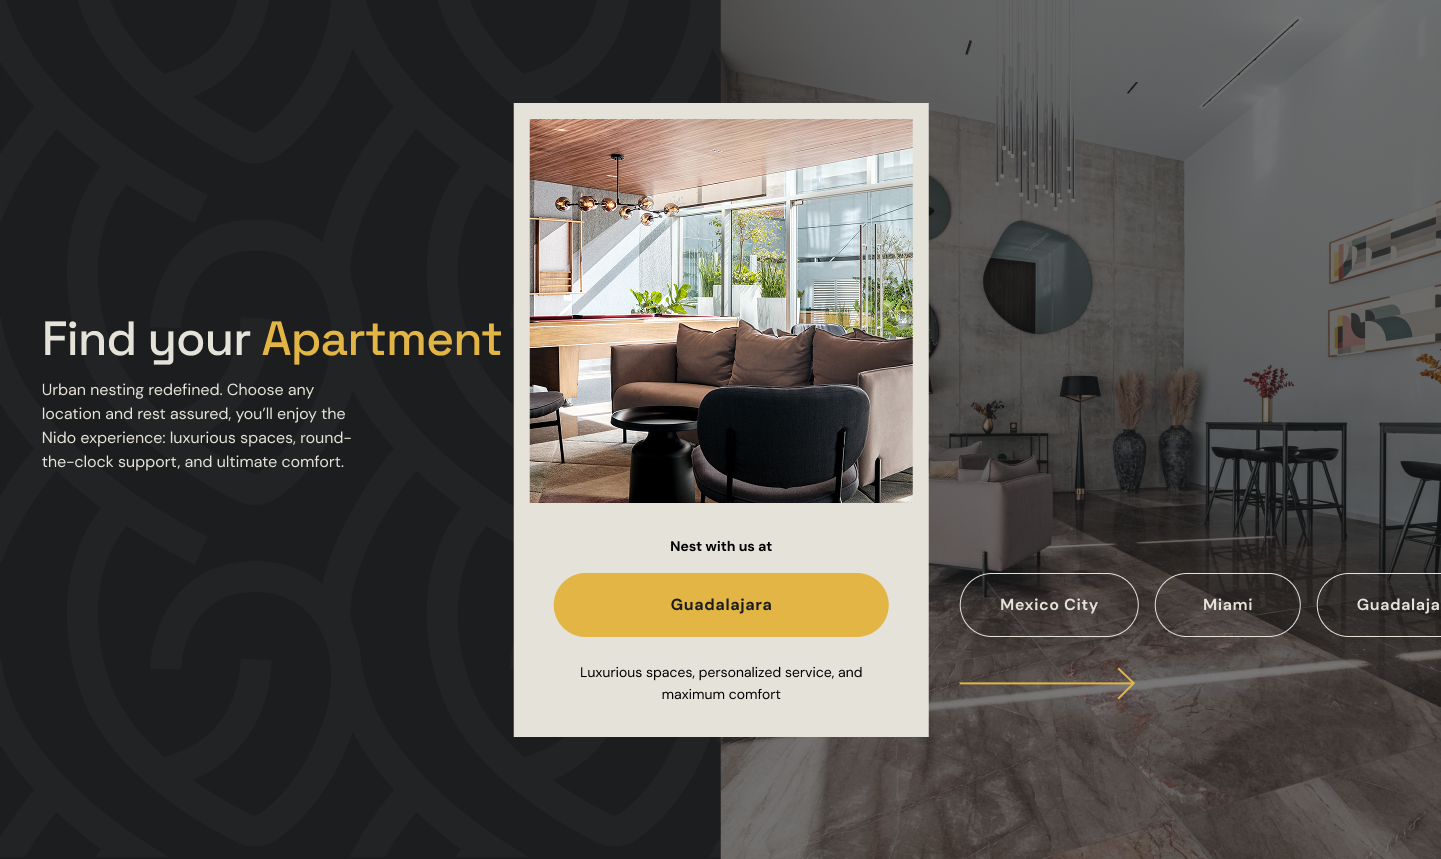 Find your Apartment
Urban nesting redefined. Choose any
location and rest assured, you’ll enjoy the
Nido experience: luxurious spaces, round-
the-clock support, and ultimate comfort.
Nest with us at
Guadalajara
Luxurious spaces, personalized service, and
maximum comfort
Mexico City
Miami
Guadalaja